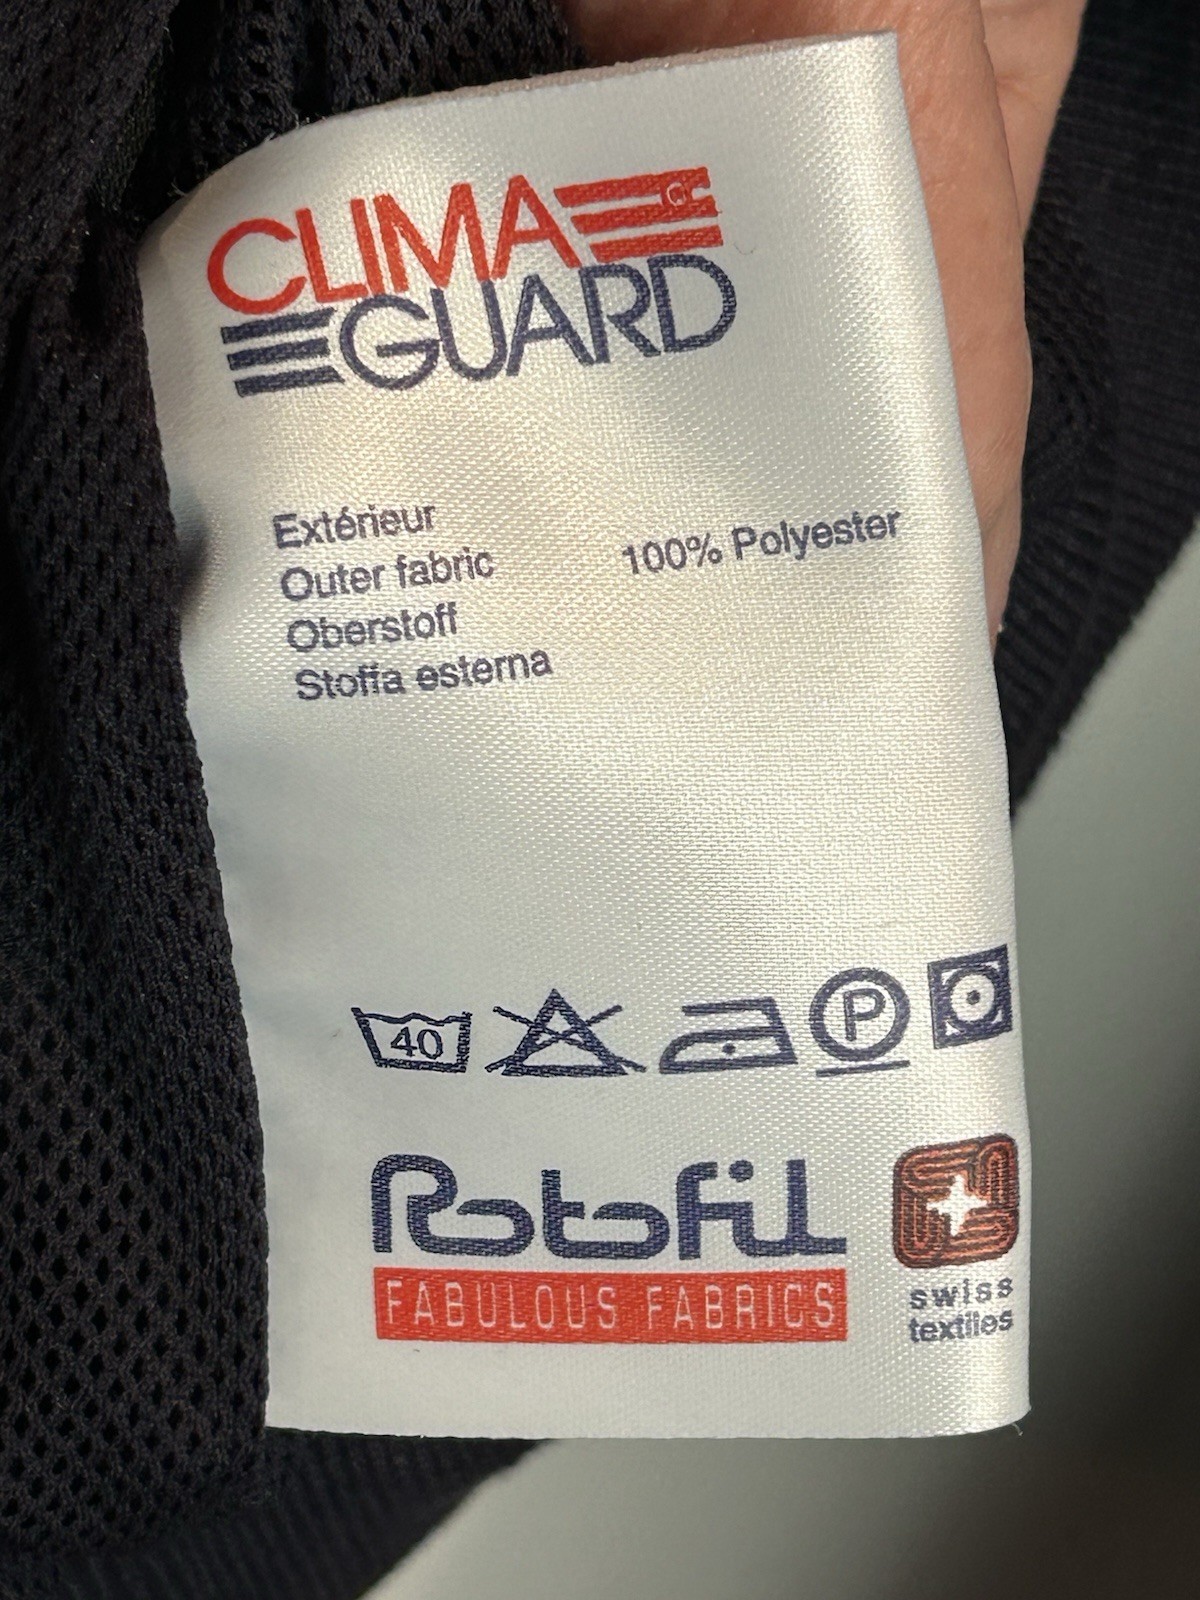 CLIMA
GUARD
Extérieur
Outer fabric
Oberstoff
Stoffa esterna
100% Polyester
40
P
Rotofil
FABULOUS FABRICS
swiss
textiles